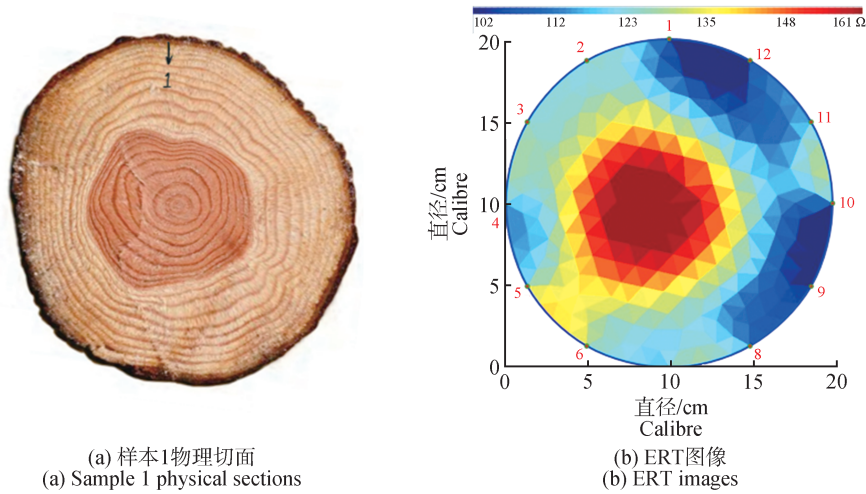 1
102 112 123 135 148 161 Ω
20
15
10
5
0
直径/cm
Calibre
1
2
3
4
5
6
8
9
10
11
12
0 5 10 15 20
直径/cm
Calibre
(a) 样本1物理切面
(a) Sample 1 physical sections
(b) ERT图像
(b) ERT images